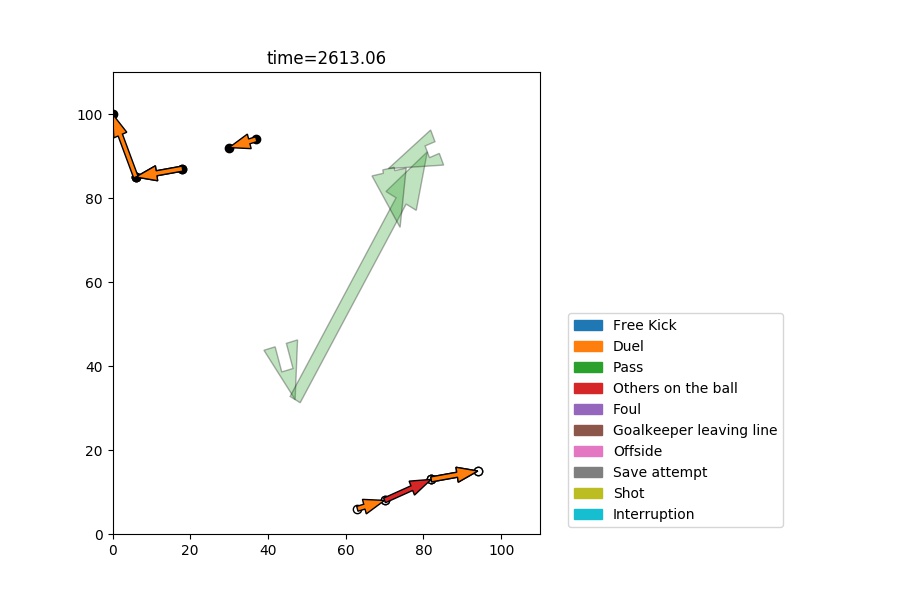 time=2613.06
100
80
60
40
20
0
0 20 40 60 80 100
Free Kick
Duel
Pass
Others on the ball
Foul
Goalkeeper leaving line
Offside
Save attempt
Shot
Interruption